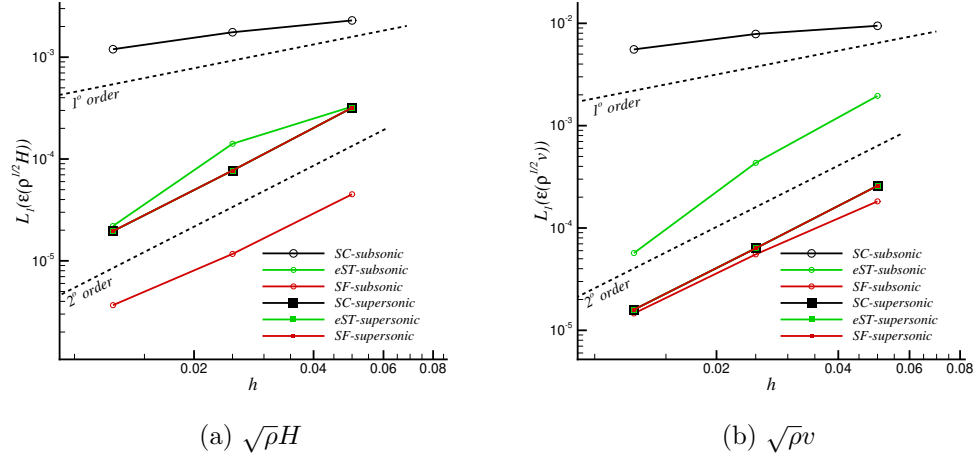 10⁻³
10⁻⁴
10⁻⁵
L₁(ε(ρ^{1/2}H))
1° order
2° order
SC-subsonic
eST-subsonic
SF-subsonic
SC-supersonic
eST-supersonic
SF-supersonic
0.02 0.04 0.06 0.08
h
(a) √ρH
10⁻²
10⁻³
10⁻⁴
10⁻⁵
L₁(ε(ρ^{1/2}v))
1° order
2° order
SC-subsonic
eST-subsonic
SF-subsonic
SC-supersonic
eST-supersonic
SF-supersonic
0.02 0.04 0.06 0.08
h
(b) √ρv